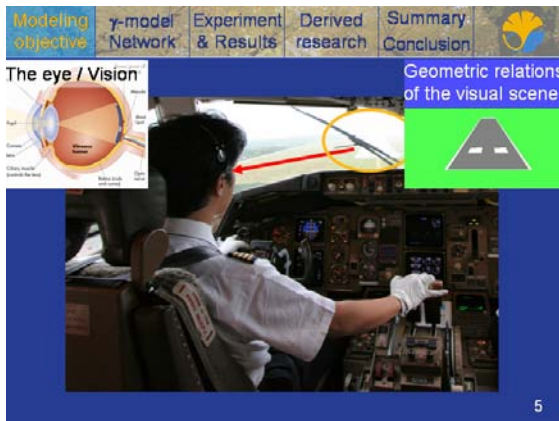 Modeling
objective
γ-model
Network
Experiment
& Results
Derived
research
Summary
Conclusion
The eye / Vision
Geometric relations
of the visual scene
5